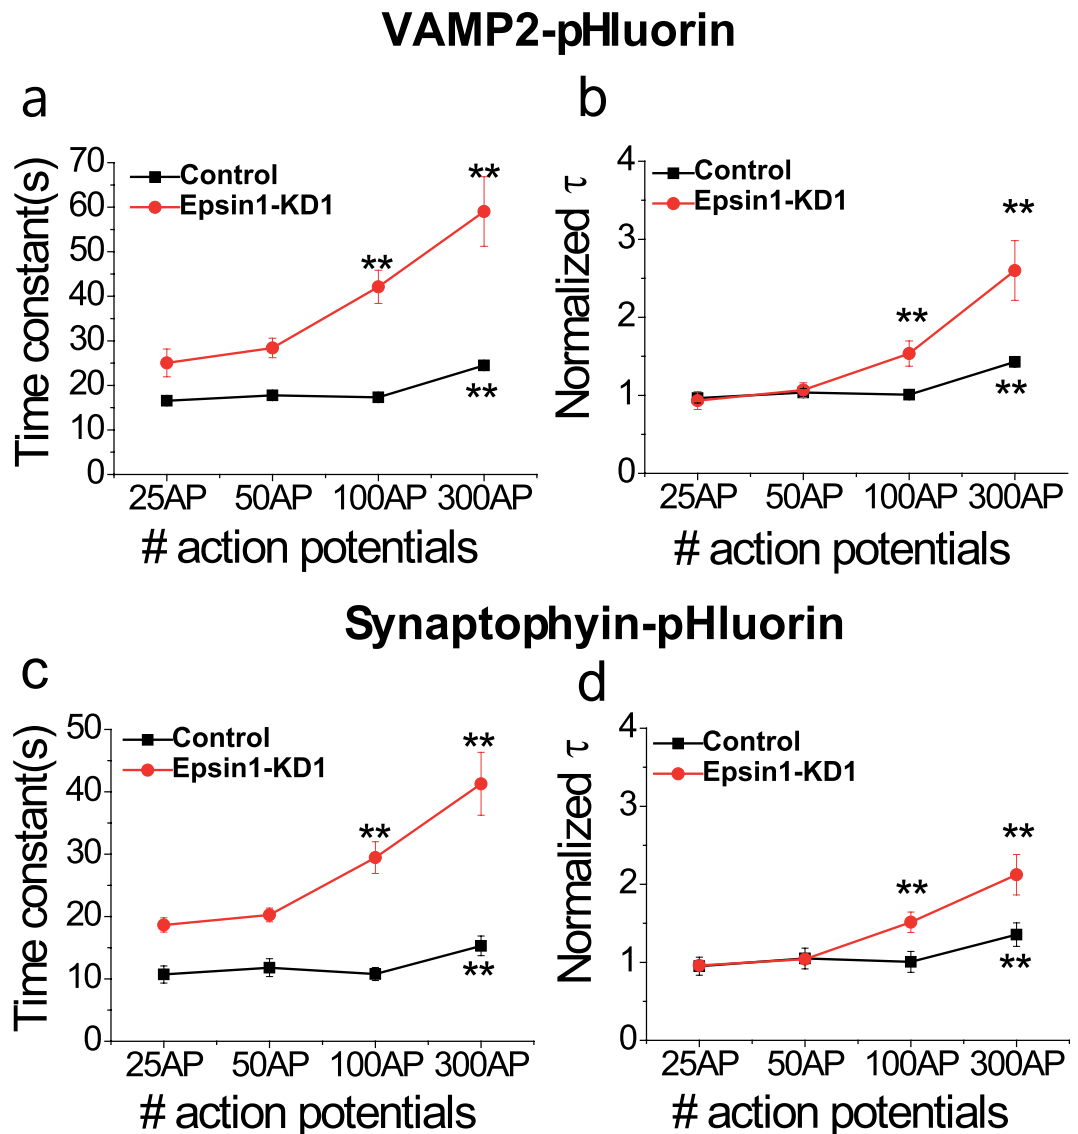 VAMP2-pHluorin
a
Time constant(s)
70
60
50
40
30
20
10
0
Control
Epsin1-KD1
**
**
**
25AP 50AP 100AP 300AP
# action potentials
b
Normalized τ
4
3
2
1
0
Control
Epsin1-KD1
**
**
**
25AP 50AP 100AP 300AP
# action potentials
Synaptophyin-pHluorin
c
Time constant(s)
50
40
30
20
10
0
Control
Epsin1-KD1
**
**
**
25AP 50AP 100AP 300AP
# action potentials
d
Normalized τ
4
3
2
1
0
Control
Epsin1-KD1
**
**
**
25AP 50AP 100AP 300AP
# action potentials